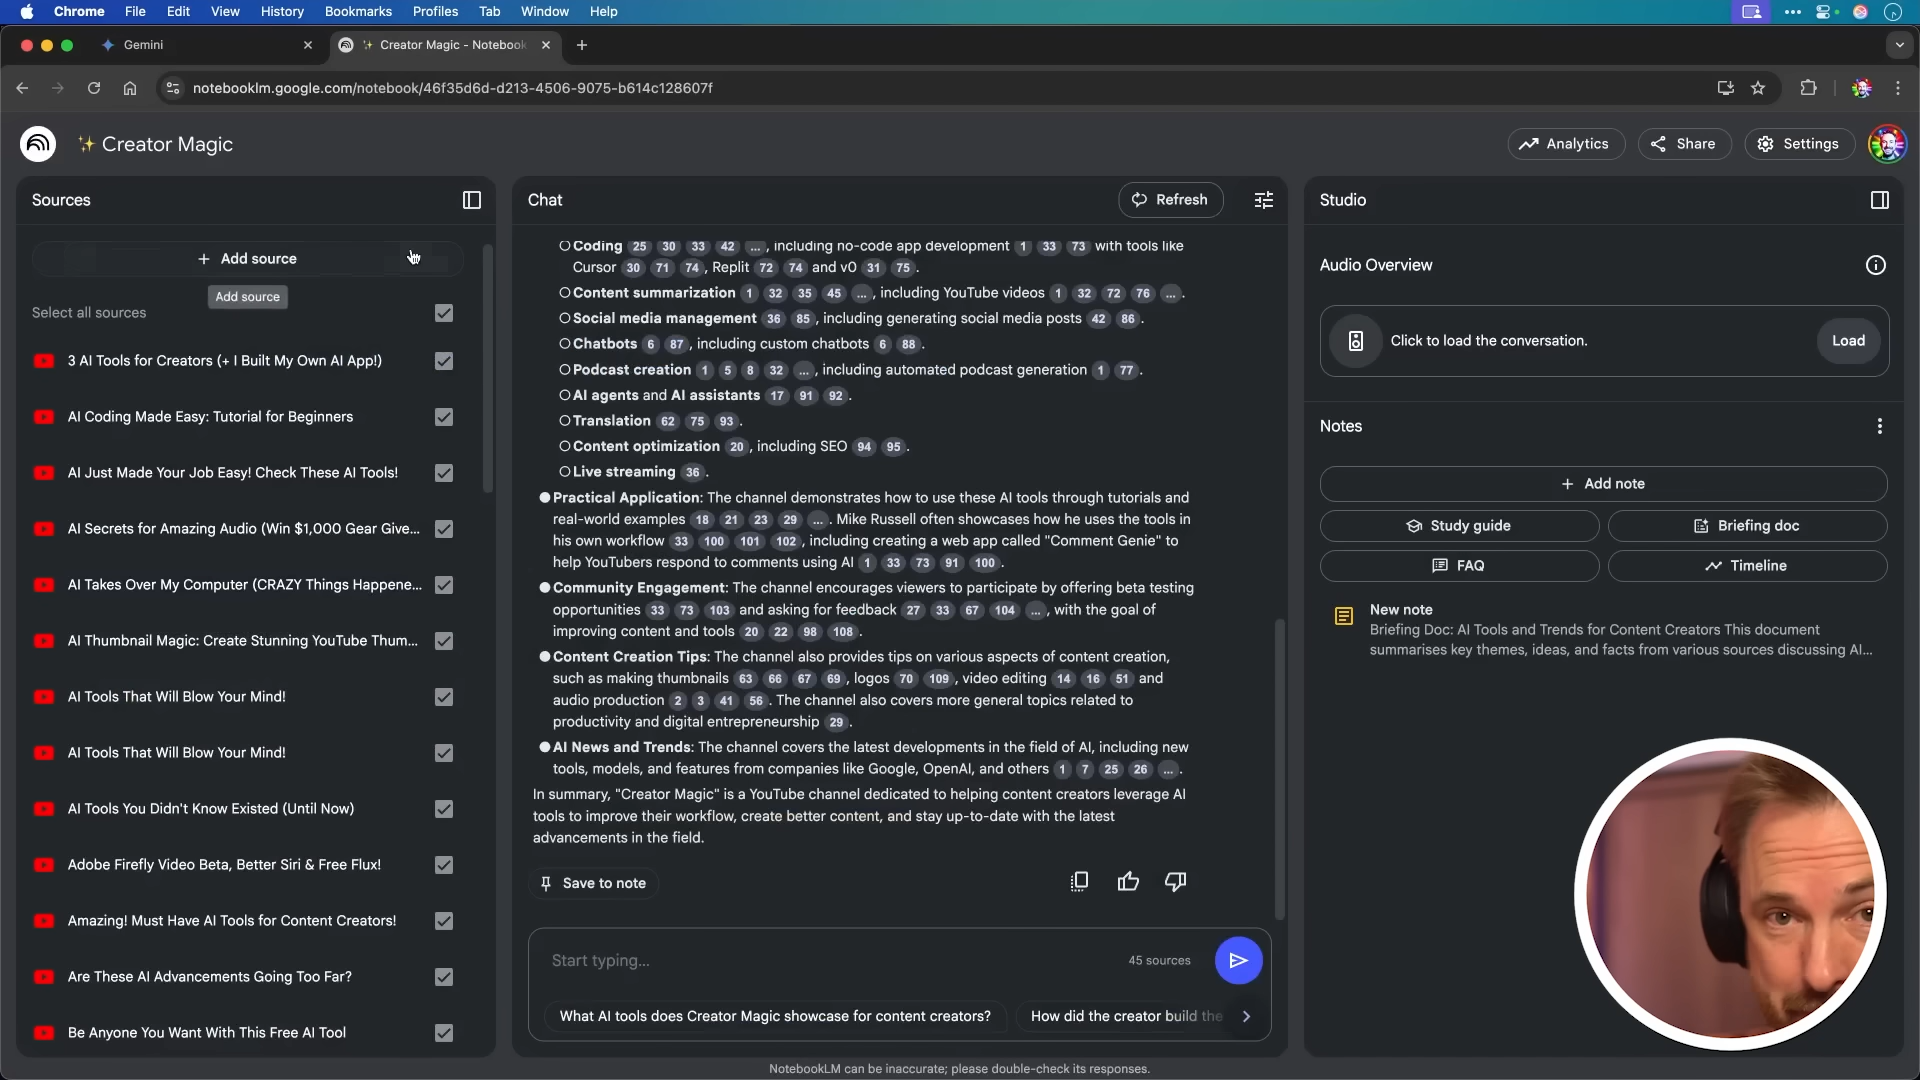 Chrome File Edit View History Bookmarks Profiles Tab Window Help
Gemini
✨ Creator Magic - Notebook
notebooklm.google.com/notebook/46f35d6d-d213-4506-9075-b614c128607f
✨ Creator Magic
Analytics
Share
Settings
Sources
+ Add source
Add source
Select all sources
3 AI Tools for Creators (+ I Built My Own AI App!)
AI Coding Made Easy: Tutorial for Beginners
AI Just Made Your Job Easy! Check These AI Tools!
AI Secrets for Amazing Audio (Win $1,000 Gear Give...
AI Takes Over My Computer (CRAZY Things Happene...
AI Thumbnail Magic: Create Stunning YouTube Thum...
AI Tools That Will Blow Your Mind!
AI Tools That Will Blow Your Mind!
AI Tools You Didn't Know Existed (Until Now)
Adobe Firefly Video Beta, Better Siri & Free Flux!
Amazing! Must Have AI Tools for Content Creators!
Are These AI Advancements Going Too Far?
Be Anyone You Want With This Free AI Tool
Chat
Refresh
Coding 25 30 33 42 ... , including no-code app development 1 33 73 with tools like
Cursor 30 71 74 , Replit 72 74 and v0 31 75 .
Content summarization 1 32 35 45 ... , including YouTube videos 1 32 72 76 ... .
Social media management 36 85 , including generating social media posts 42 86 .
Chatbots 6 87 , including custom chatbots 6 88 .
Podcast creation 1 5 8 32 ... , including automated podcast generation 1 77 .
AI agents and AI assistants 17 91 92 .
Translation 62 75 93 .
Content optimization 20 , including SEO 94 95 .
Live streaming 36 .
Practical Application: The channel demonstrates how to use these AI tools through tutorials and
real-world examples 18 21 23 29 ... . Mike Russell often showcases how he uses the tools in
his own workflow 33 100 101 102 , including creating a web app called "Comment Genie" to
help YouTubers respond to comments using AI 1 33 73 91 100 .
Community Engagement: The channel encourages viewers to participate by offering beta testing
opportunities 33 73 103 and asking for feedback 27 33 67 104 ... , with the goal of
improving content and tools 20 22 98 108 .
Content Creation Tips: The channel also provides tips on various aspects of content creation,
such as making thumbnails 63 66 67 69 , logos 70 109 , video editing 14 16 51 and
audio production 2 3 41 56 . The channel also covers more general topics related to
productivity and digital entrepreneurship 29 .
AI News and Trends: The channel covers the latest developments in the field of AI, including new
tools, models, and features from companies like Google, OpenAI, and others 1 7 25 26 ... .
In summary, "Creator Magic" is a YouTube channel dedicated to helping content creators leverage AI
tools to improve their workflow, create better content, and stay up-to-date with the latest
advancements in the field.
Save to note
Start typing...
45 sources
What AI tools does Creator Magic showcase for content creators?
How did the creator build the
NotebookLM can be inaccurate; please double-check its responses.
Studio
Audio Overview
Click to load the conversation.
Load
Notes
+ Add note
Study guide
Briefing doc
FAQ
Timeline
New note
Briefing Doc: AI Tools and Trends for Content Creators This document
summarises key themes, ideas, and facts from various sources discussing AI...